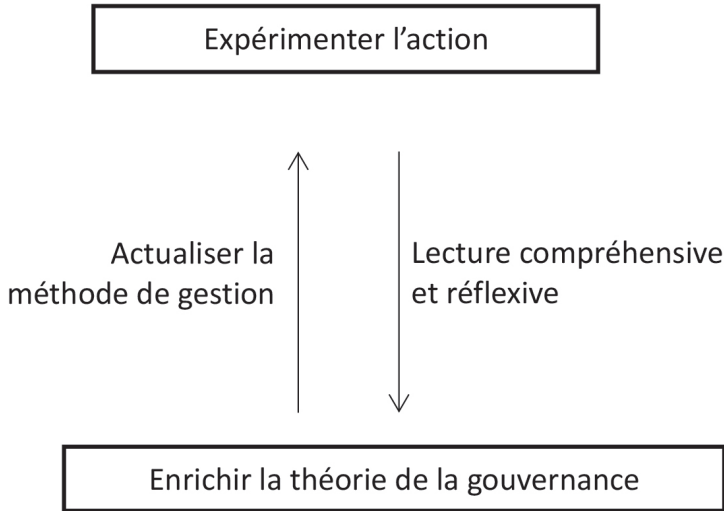 Expérimenter l’action
Actualiser la
méthode de gestion
Lecture compréhensive
et réflexive
Enrichir la théorie de la gouvernance